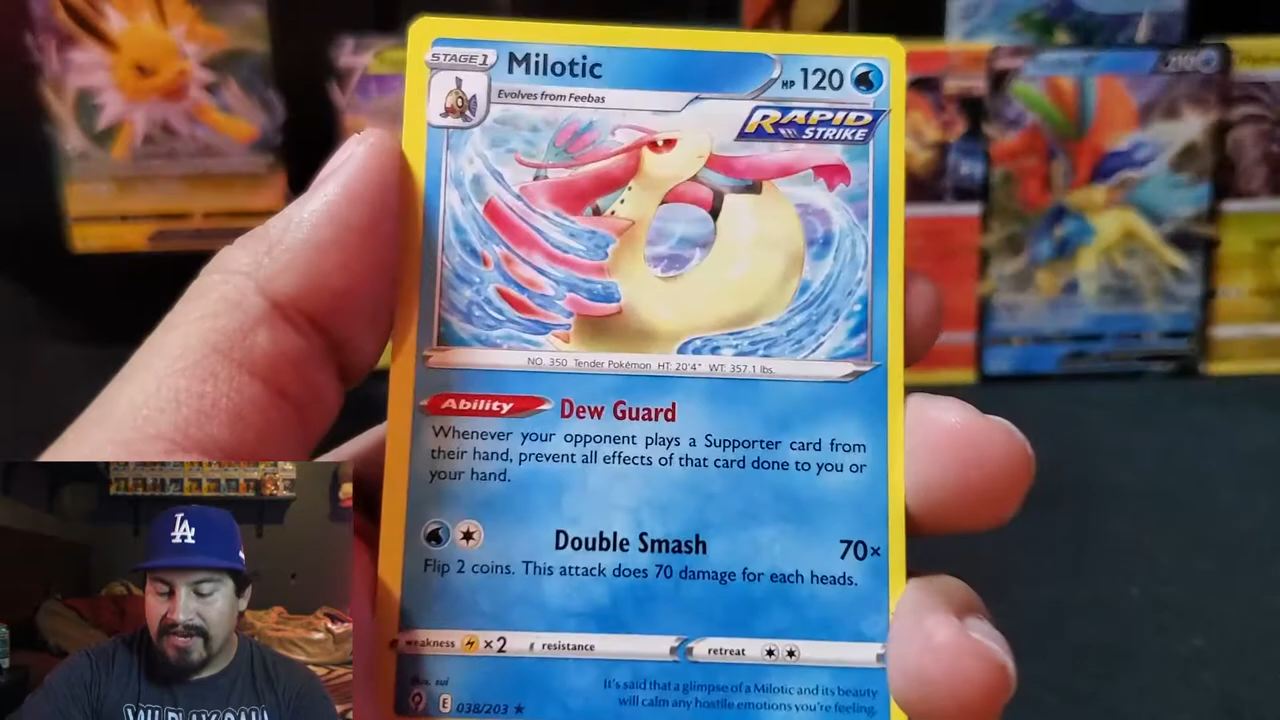 STAGE 1
Milotic
HP 120
Evolves from Feebas
RAPID
STRIKE
210
NO. 350 Tender Pokémon HT: 20'4" WT: 357.1 lbs.
Ability Dew Guard
Whenever your opponent plays a Supporter card from
their hand, prevent all effects of that card done to you or
your hand.
Double Smash 70×
Flip 2 coins. This attack does 70 damage for each heads.
weakness ×2 resistance retreat
Illus. sui
E 038/203 ★
It's said that a glimpse of a Milotic and its beauty
will calm any hostile emotions you're feeling.
LA